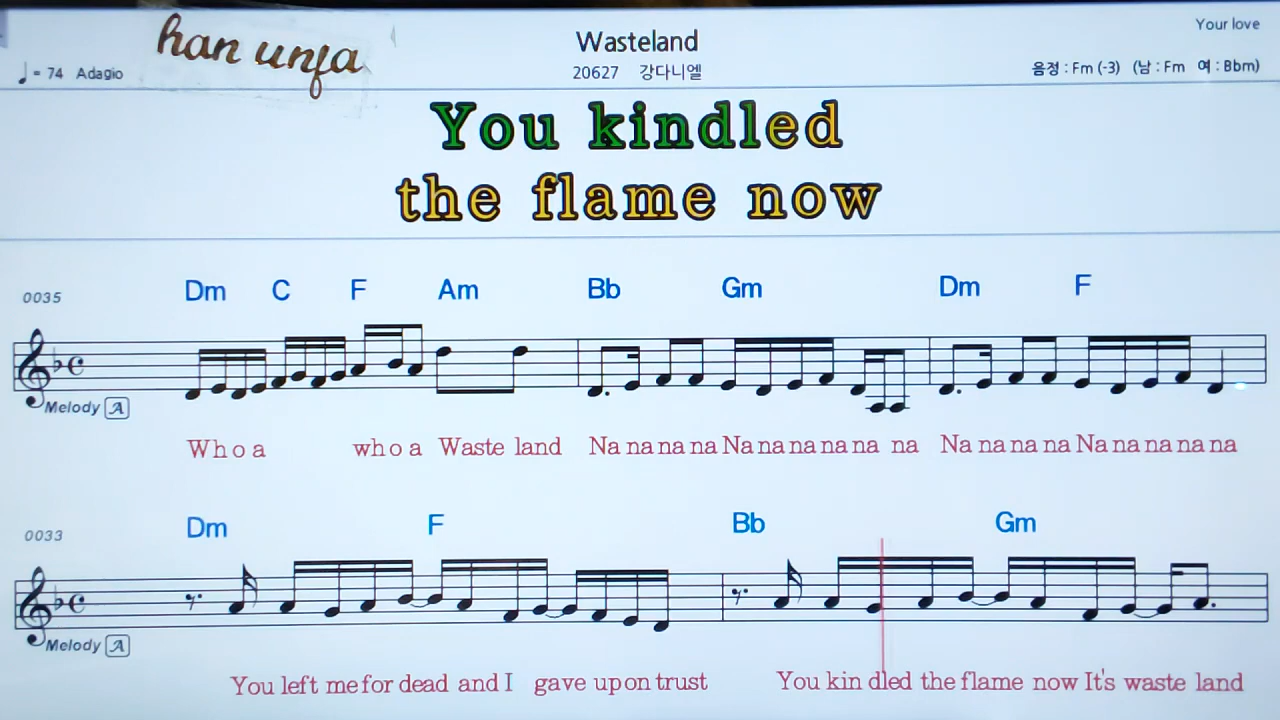 han unfa
Your love
Wasteland
♩ = 74 Adagio
20627 강다니엘
음정 : Fm (-3) (남 : Fm 여 : Bbm)
You kindled
the flame now
0035
Dm C F Am Bb Gm Dm F
Melody A
Whoa whoa Waste land Na na na na Na na na na na na Na na na na Na na na na na
0033
Dm F Bb Gm
Melody A
You left me for dead and I gave up on trust You kin dled the flame now It's waste land